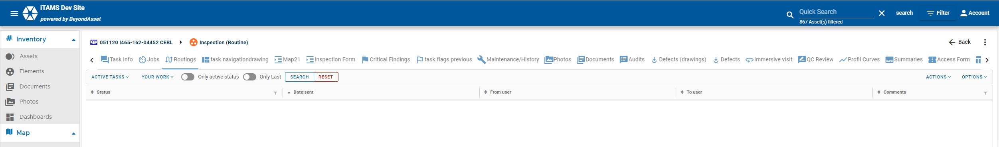 iTAMS Dev Site
powered by BeyondAsset
Quick Search
867 Asset(s) filtered
search
Filter
Account
# Inventory
Assets
Elements
Documents
Photos
Dashboards
Map
051120 I465-162-04452 CEBL
Inspection (Routine)
Back
Task Info Jobs Routings task.navigationdrawing Map21 Inspection Form Critical Findings task.flags.previous Maintenance/History Photos Documents Audits Defects (drawings) Defects Immersive visit QC Review Profil Curves Summaries Access Form
ACTIVE TASKS YOUR WORK Only active status Only Last SEARCH RESET ACTIONS OPTIONS
Status Date sent From user To user Comments